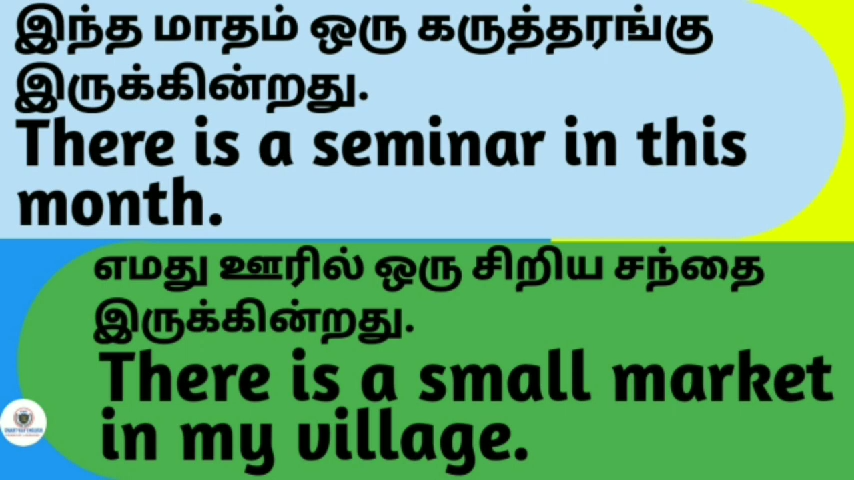 இந்த மாதம் ஒரு கருத்தரங்கு
இருக்கின்றது.
There is a seminar in this
month.
எமது ஊரில் ஒரு சிறிய சந்தை
இருக்கின்றது.
There is a small market
in my village.